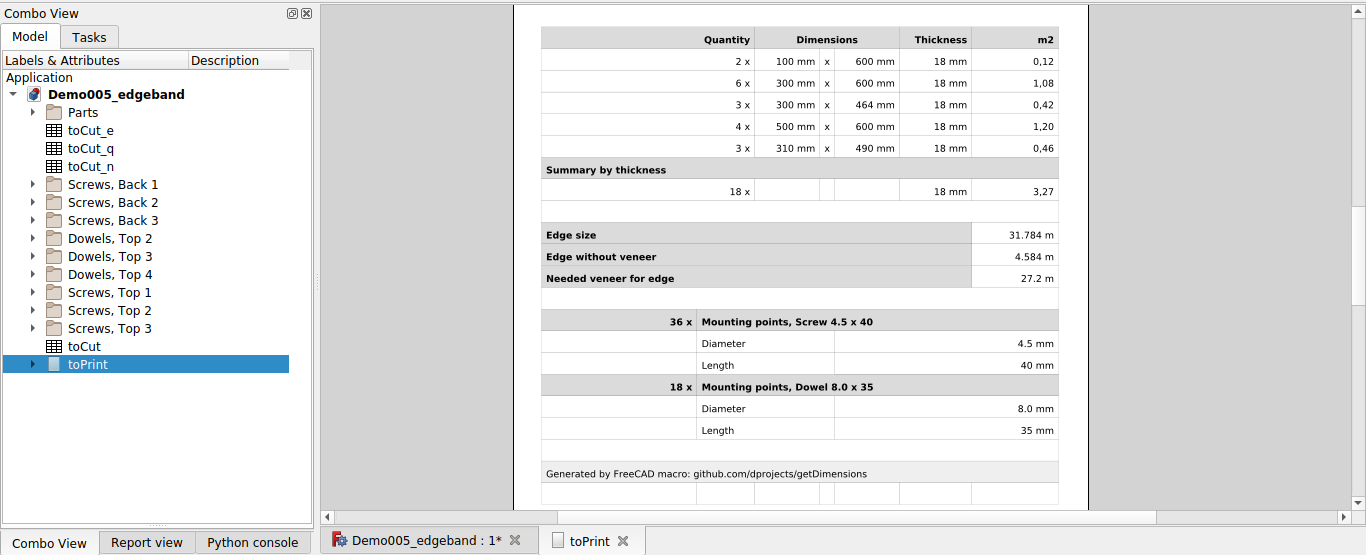 Combo View
Model Tasks
Labels & Attributes Description
Application
Demo005_edgeband
Parts
toCut_e
toCut_q
toCut_n
Screws, Back 1
Screws, Back 2
Screws, Back 3
Dowels, Top 2
Dowels, Top 3
Dowels, Top 4
Screws, Top 1
Screws, Top 2
Screws, Top 3
toCut
toPrint
Combo View Report view Python console
Quantity Dimensions Thickness m2
2 x 100 mm x 600 mm 18 mm 0,12
6 x 300 mm x 600 mm 18 mm 1,08
3 x 300 mm x 464 mm 18 mm 0,42
4 x 500 mm x 600 mm 18 mm 1,20
3 x 310 mm x 490 mm 18 mm 0,46
Summary by thickness
18 x 18 mm 3,27
Edge size 31.784 m
Edge without veneer 4.584 m
Needed veneer for edge 27.2 m
36 x Mounting points, Screw 4.5 x 40
Diameter 4.5 mm
Length 40 mm
18 x Mounting points, Dowel 8.0 x 35
Diameter 8.0 mm
Length 35 mm
Generated by FreeCAD macro: github.com/dprojects/getDimensions
Demo005_edgeband : 1* toPrint